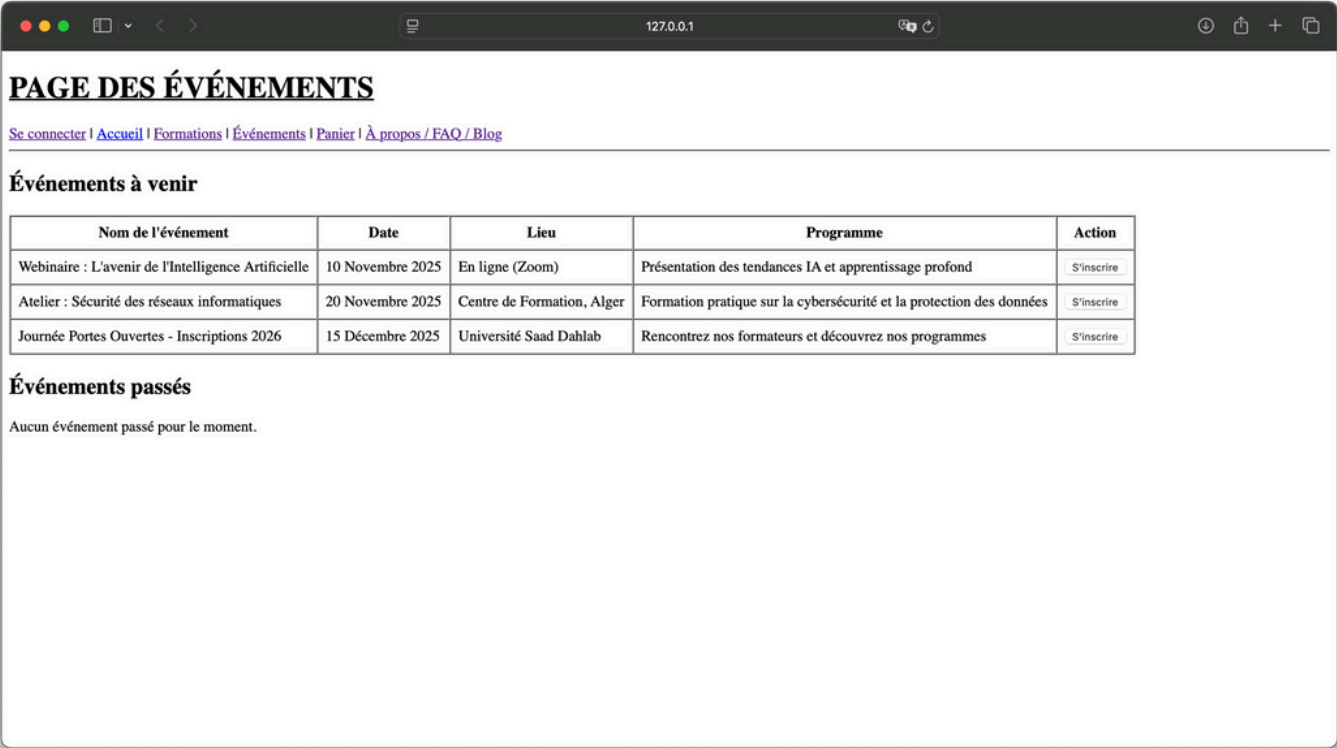 127.0.0.1
PAGE DES ÉVÉNEMENTS
Se connecter | Accueil | Formations | Événements | Panier | À propos / FAQ / Blog
Événements à venir
Nom de l'événement Date Lieu Programme Action
Webinaire : L'avenir de l'Intelligence Artificielle 10 Novembre 2025 En ligne (Zoom) Présentation des tendances IA et apprentissage profond S'inscrire
Atelier : Sécurité des réseaux informatiques 20 Novembre 2025 Centre de Formation, Alger Formation pratique sur la cybersécurité et la protection des données S'inscrire
Journée Portes Ouvertes - Inscriptions 2026 15 Décembre 2025 Université Saad Dahlab Rencontrez nos formateurs et découvrez nos programmes S'inscrire
Événements passés
Aucun événement passé pour le moment.